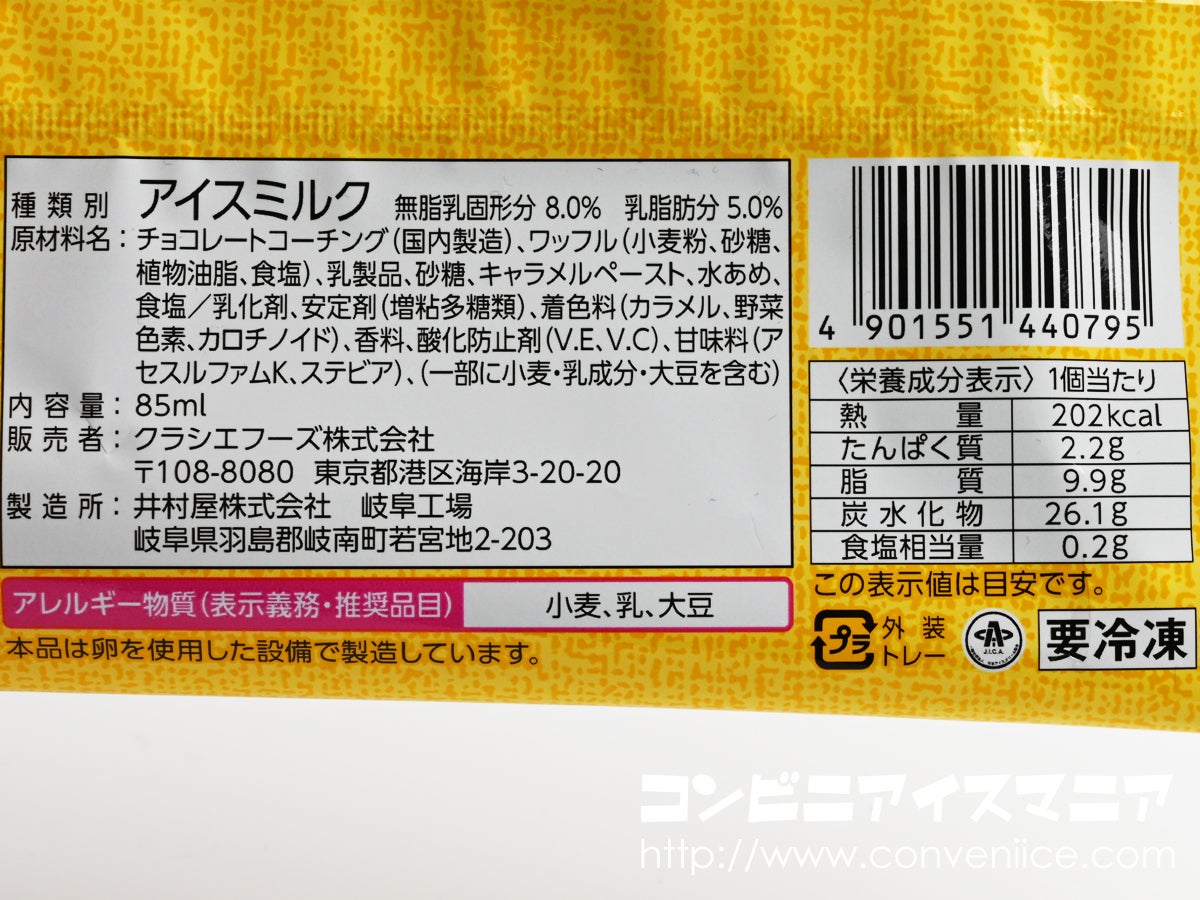 種類別 アイスミルク 無脂乳固形分 8.0% 乳脂肪分 5.0%
原材料名：チョコレートコーチング（国内製造）、ワッフル（小麦粉、砂糖、
植物油脂、食塩）、乳製品、砂糖、キャラメルペースト、水あめ、
食塩／乳化剤、安定剤（増粘多糖類）、着色料（カラメル、野菜
色素、カロチノイド）、香料、酸化防止剤（V.E、V.C）、甘味料（ア
セスルファムK、ステビア）、（一部に小麦・乳成分・大豆を含む）
内容量：85ml
販売者：クラシエフーズ株式会社
〒108-8080 東京都港区海岸3-20-20
製造所：井村屋株式会社 岐阜工場
岐阜県羽島郡岐南町若宮地2-203
アレルギー物質（表示義務・推奨品目） 小麦、乳、大豆
本品は卵を使用した設備で製造しています。
4 901551 440795
〈栄養成分表示〉1個当たり
熱量 202kcal
たんぱく質 2.2g
脂質 9.9g
炭水化物 26.1g
食塩相当量 0.2g
この表示値は目安です。
プラ 外装
トレー
J.I.C.A.
要冷凍
コンビニアイスマニア
http://www.conveniice.com